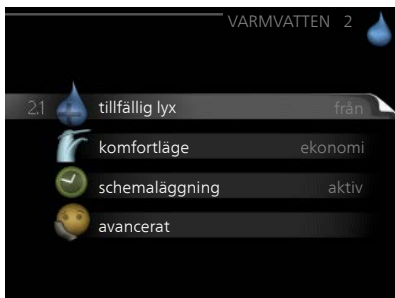 VARMVATTEN 2
2.1 tillfällig lyx från
komfortläge ekonomi
schemaläggning aktiv
avancerat